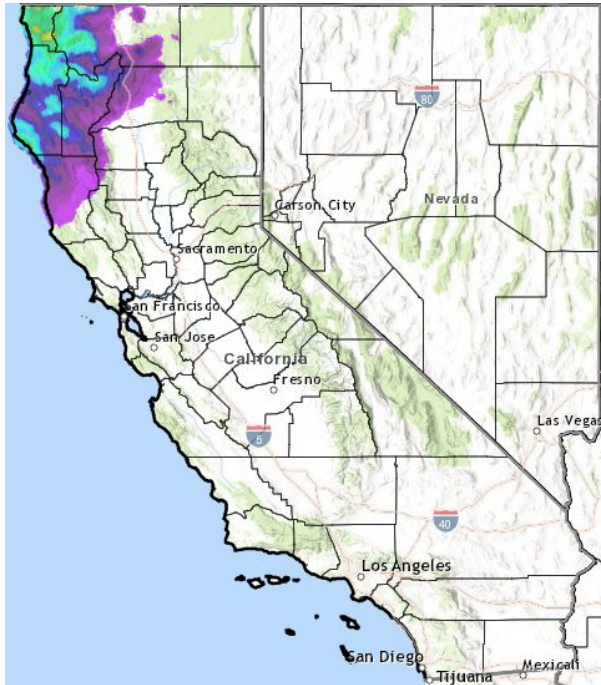 80
Nevada
Carson City
Sacramento
San Francisco
San Jose
California
Fresno
Las Vegas
5
40
Los Angeles
San Diego
Tijuana
Mexicali